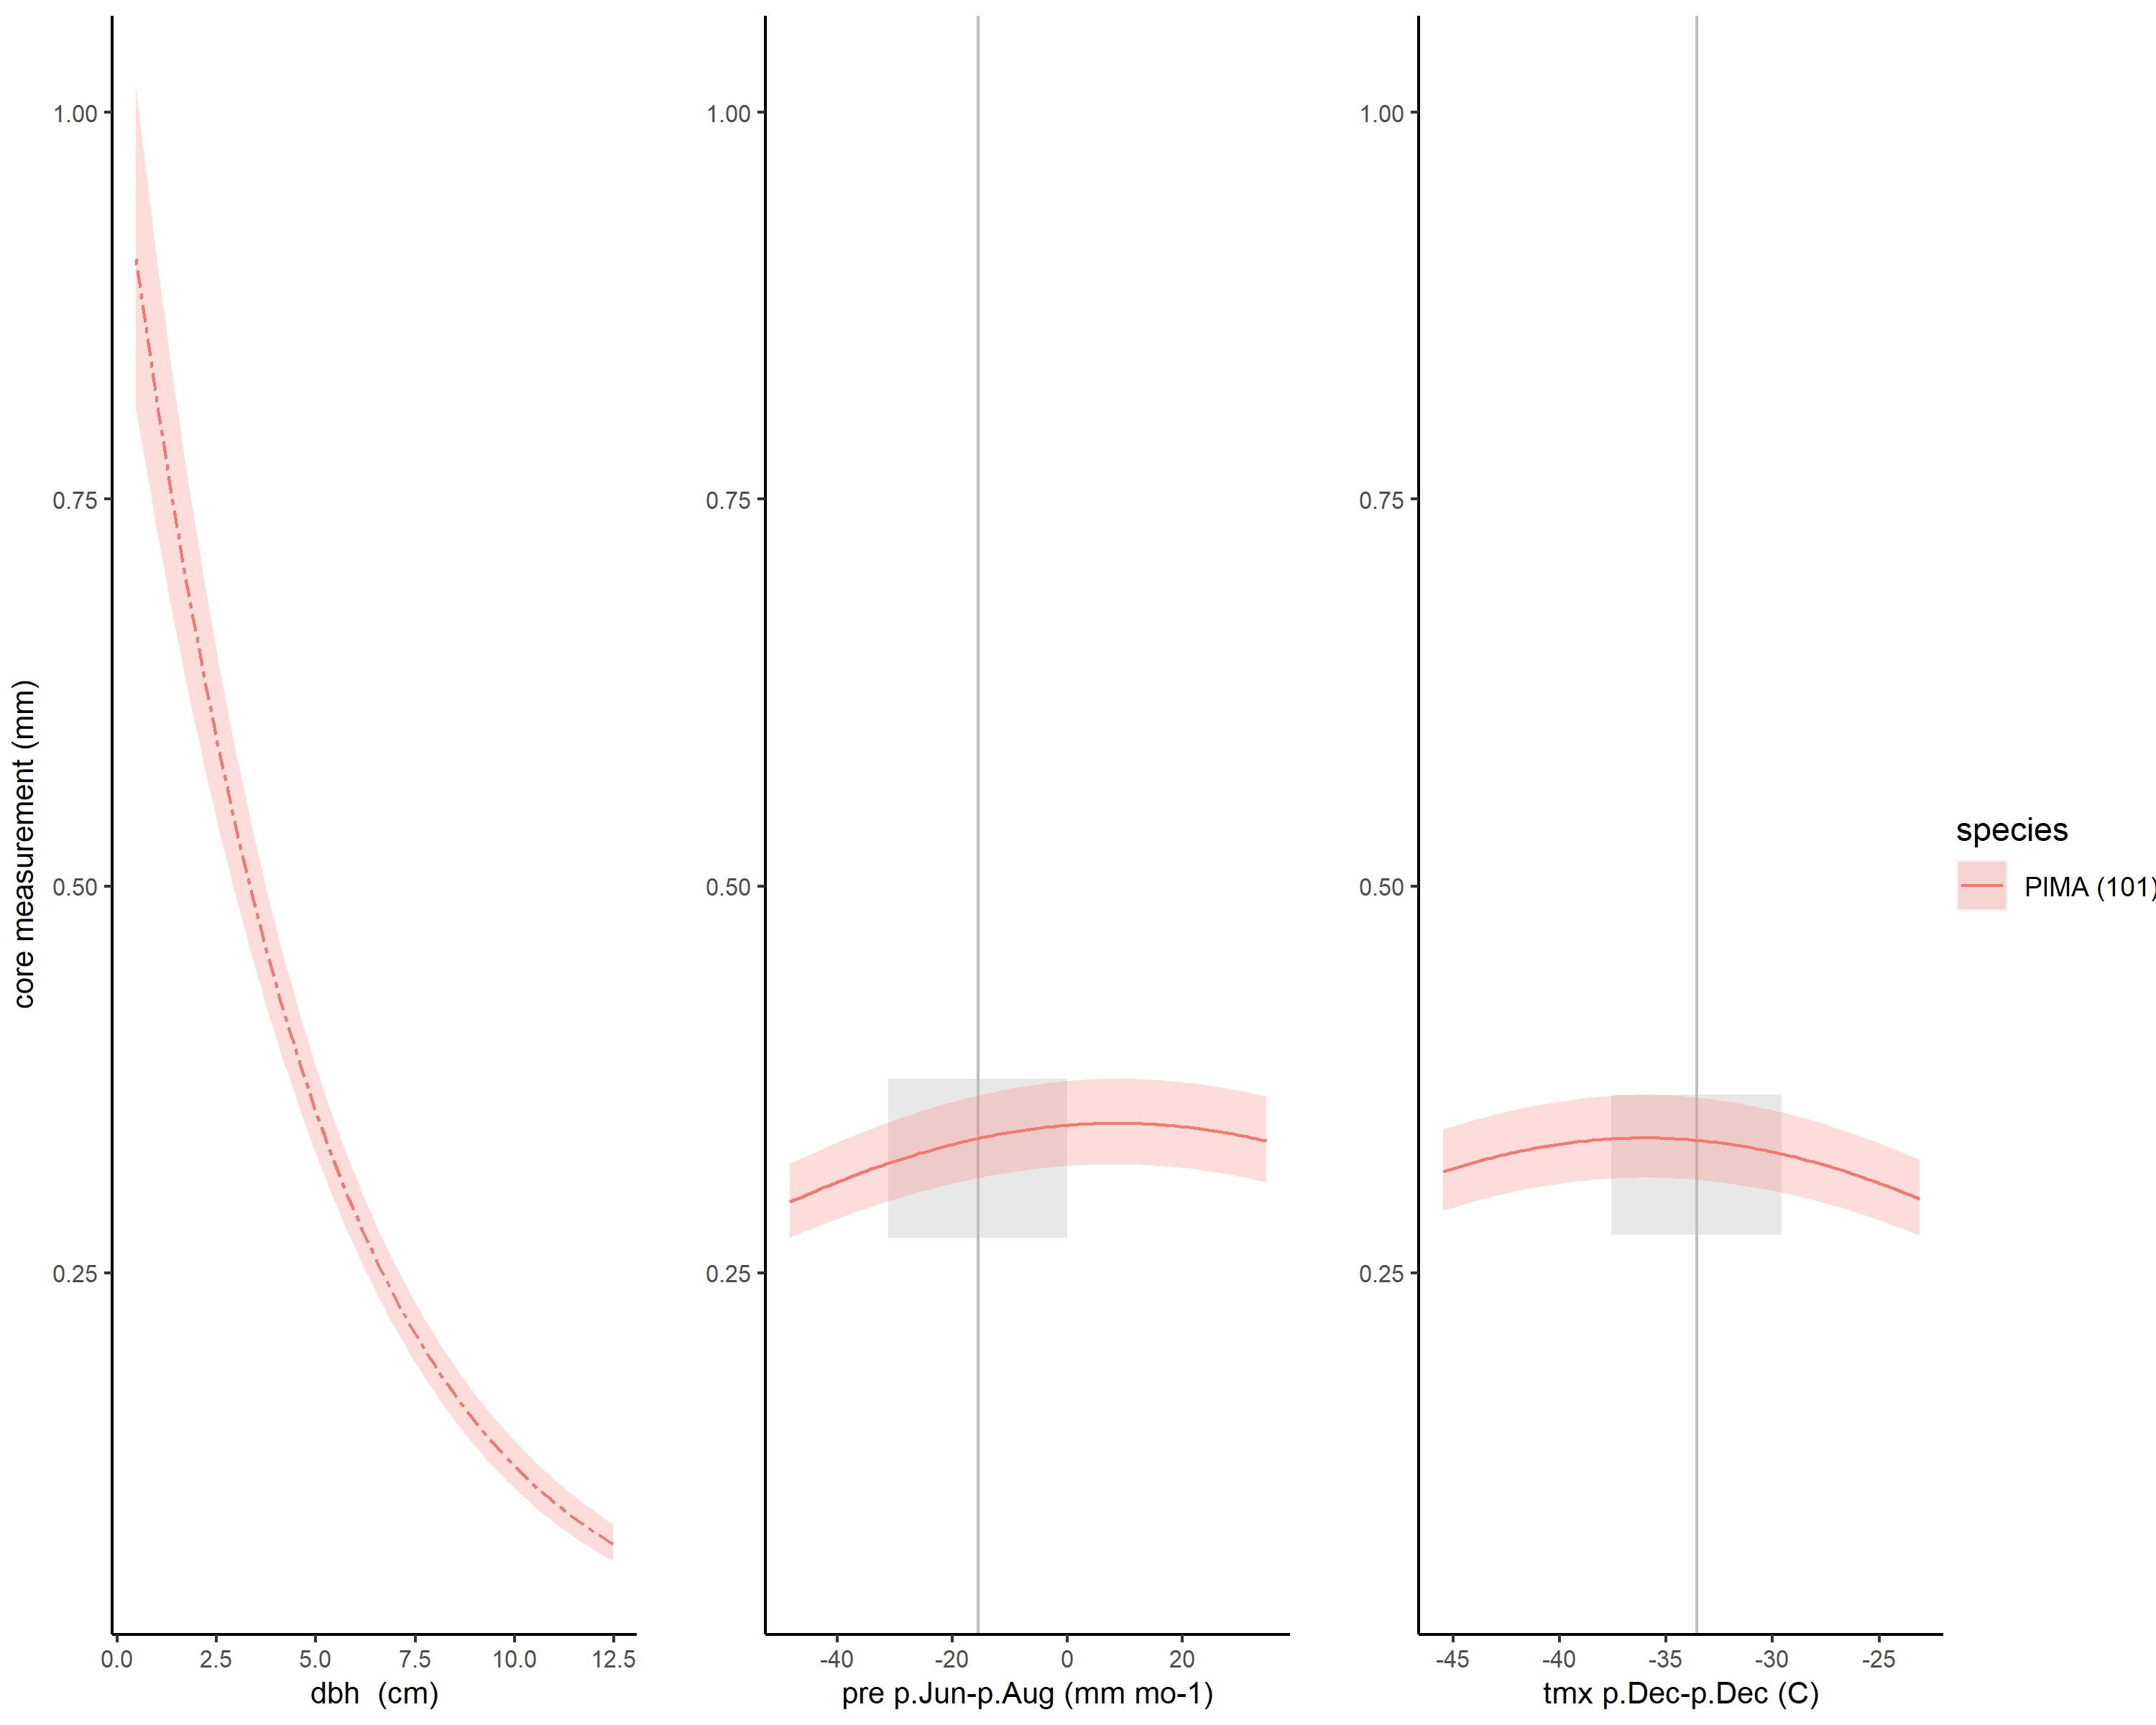 core measurement (mm)
1.00
0.75
0.50
0.25
0.0 2.5 5.0 7.5 10.0 12.5
dbh  (cm)
1.00
0.75
0.50
0.25
-40 -20 0 20
pre p.Jun-p.Aug (mm mo-1)
1.00
0.75
0.50
0.25
-45 -40 -35 -30 -25
tmx p.Dec-p.Dec (C)
species
PIMA (101)